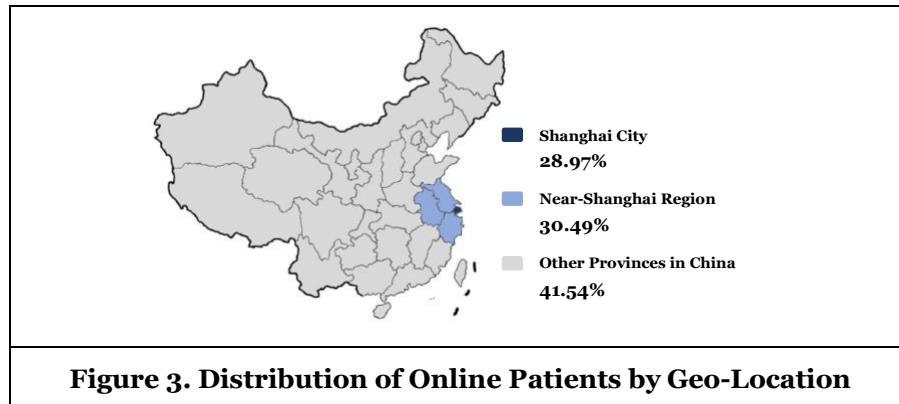 Shanghai City
28.97%
Near-Shanghai Region
30.49%
Other Provinces in China
41.54%
Figure 3. Distribution of Online Patients by Geo-Location